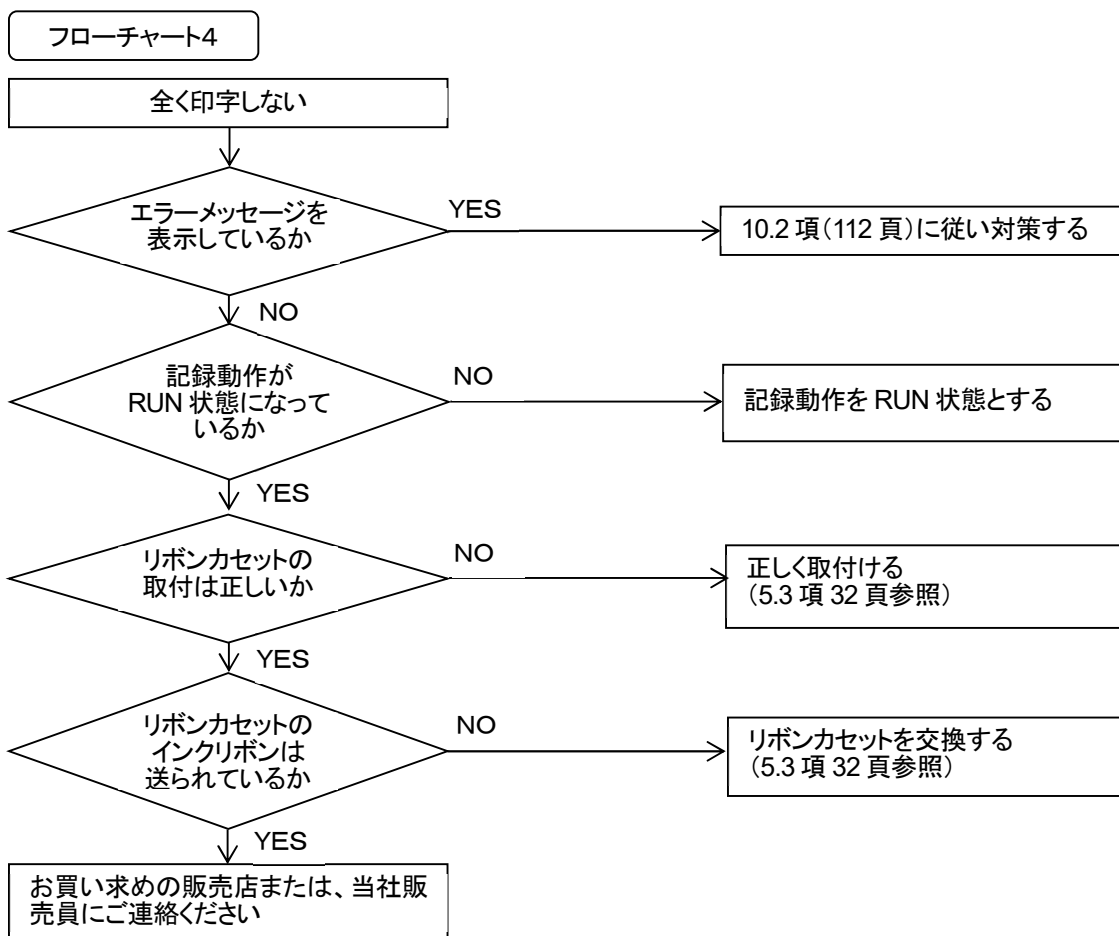 フローチャート4
全く印字しない
エラーメッセージを
表示しているか
YES
10.2 項(112 頁)に従い対策する
NO
記録動作が
RUN 状態になって
いるか
NO
記録動作を RUN 状態とする
YES
リボンカセットの
取付は正しいか
NO
正しく取付ける
(5.3 項 32 頁参照)
YES
リボンカセットの
インクリボンは
送られているか
NO
リボンカセットを交換する
(5.3 項 32 頁参照)
YES
お買い求めの販売店または、当社販
売員にご連絡ください